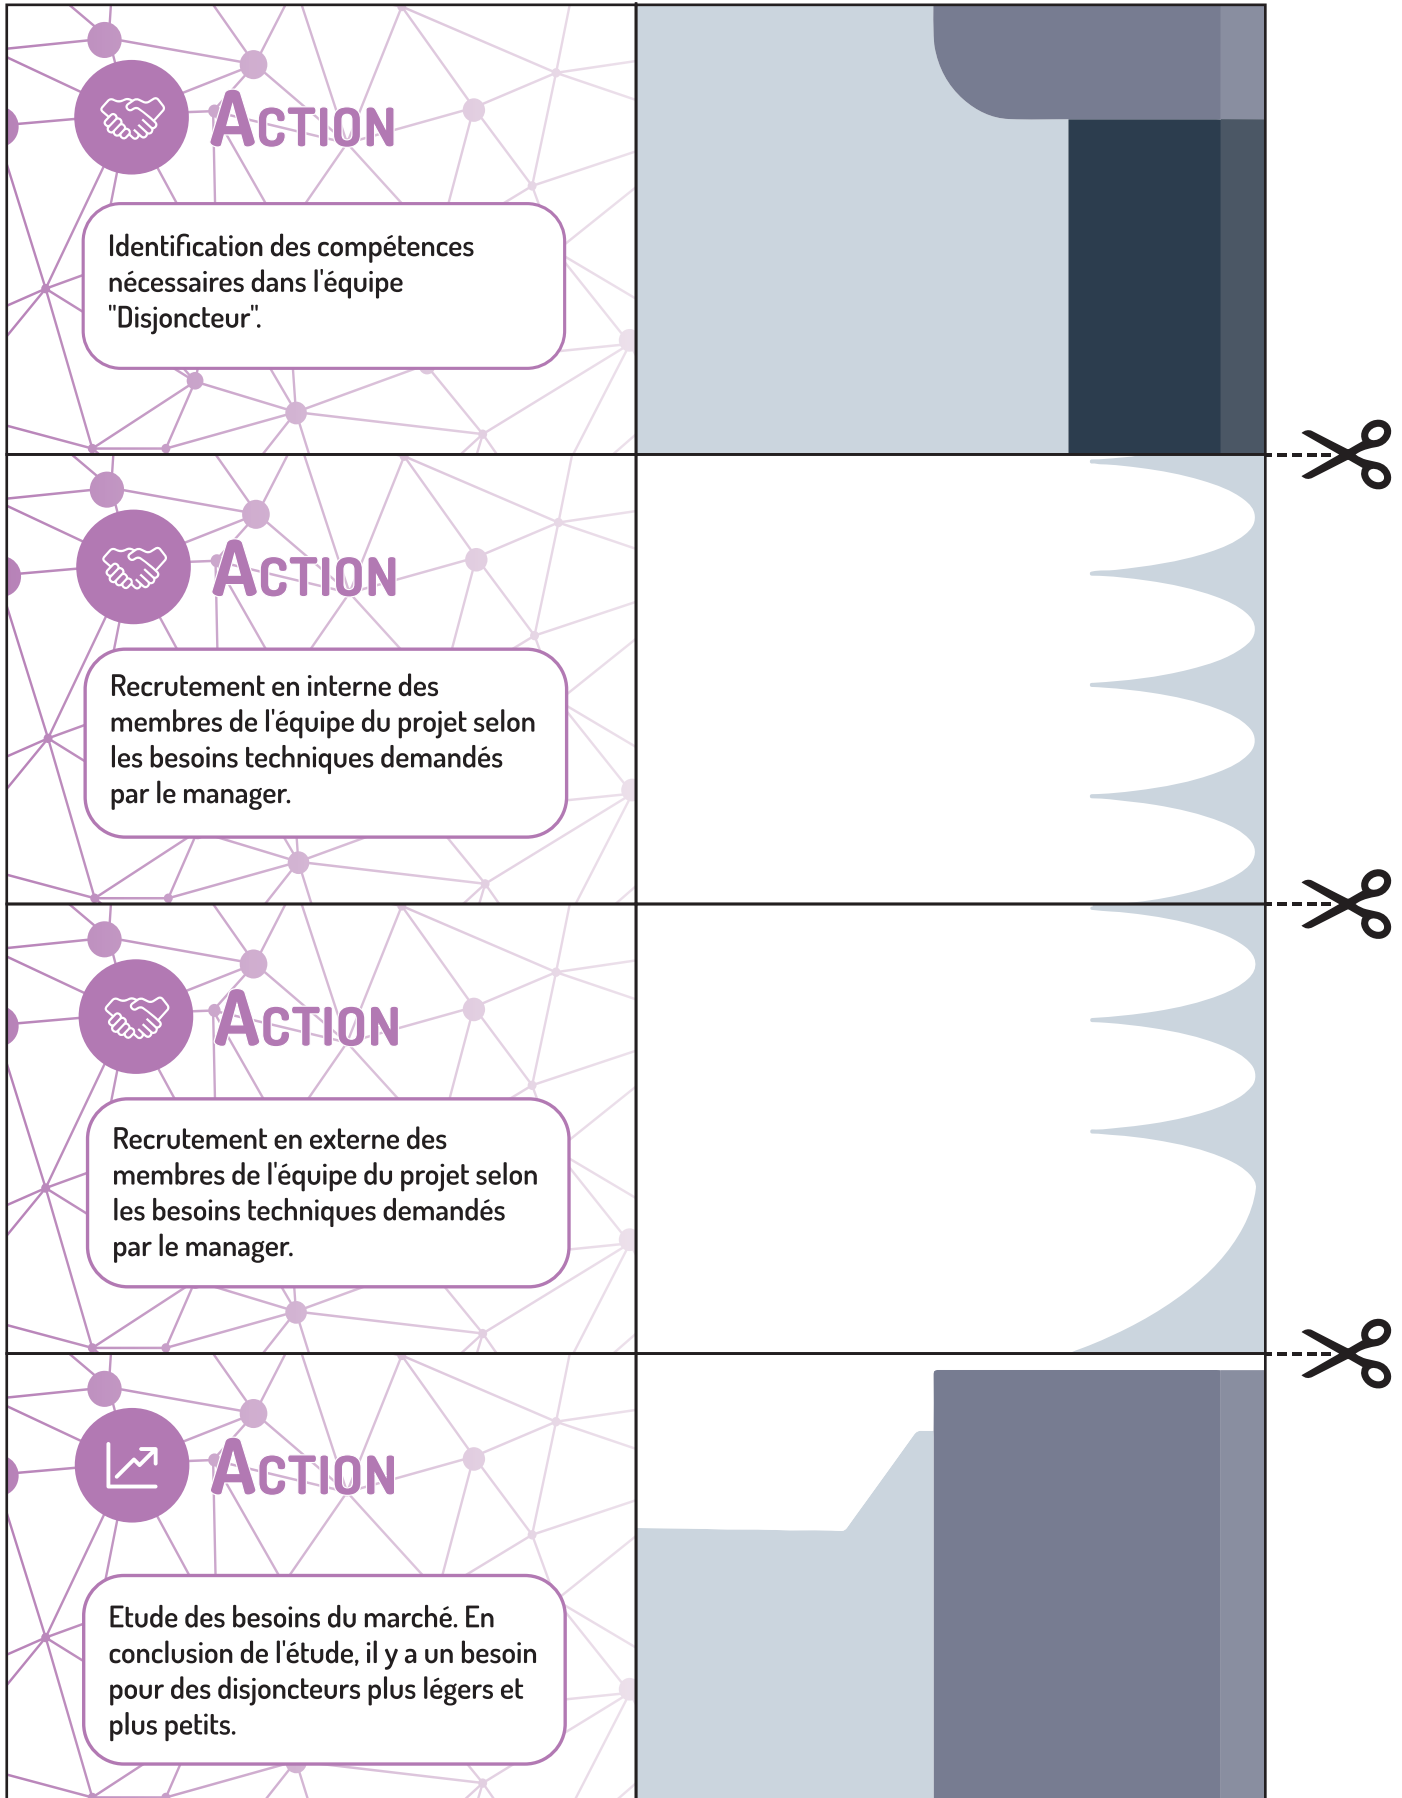 ACTION
Identification des compétences
nécessaires dans l'équipe
"Disjoncteur".
ACTION
Recrutement en interne des
membres de l'équipe du projet selon
les besoins techniques demandés
par le manager.
ACTION
Recrutement en externe des
membres de l'équipe du projet selon
les besoins techniques demandés
par le manager.
ACTION
Etude des besoins du marché. En
conclusion de l'étude, il y a un besoin
pour des disjoncteurs plus légers et
plus petits.